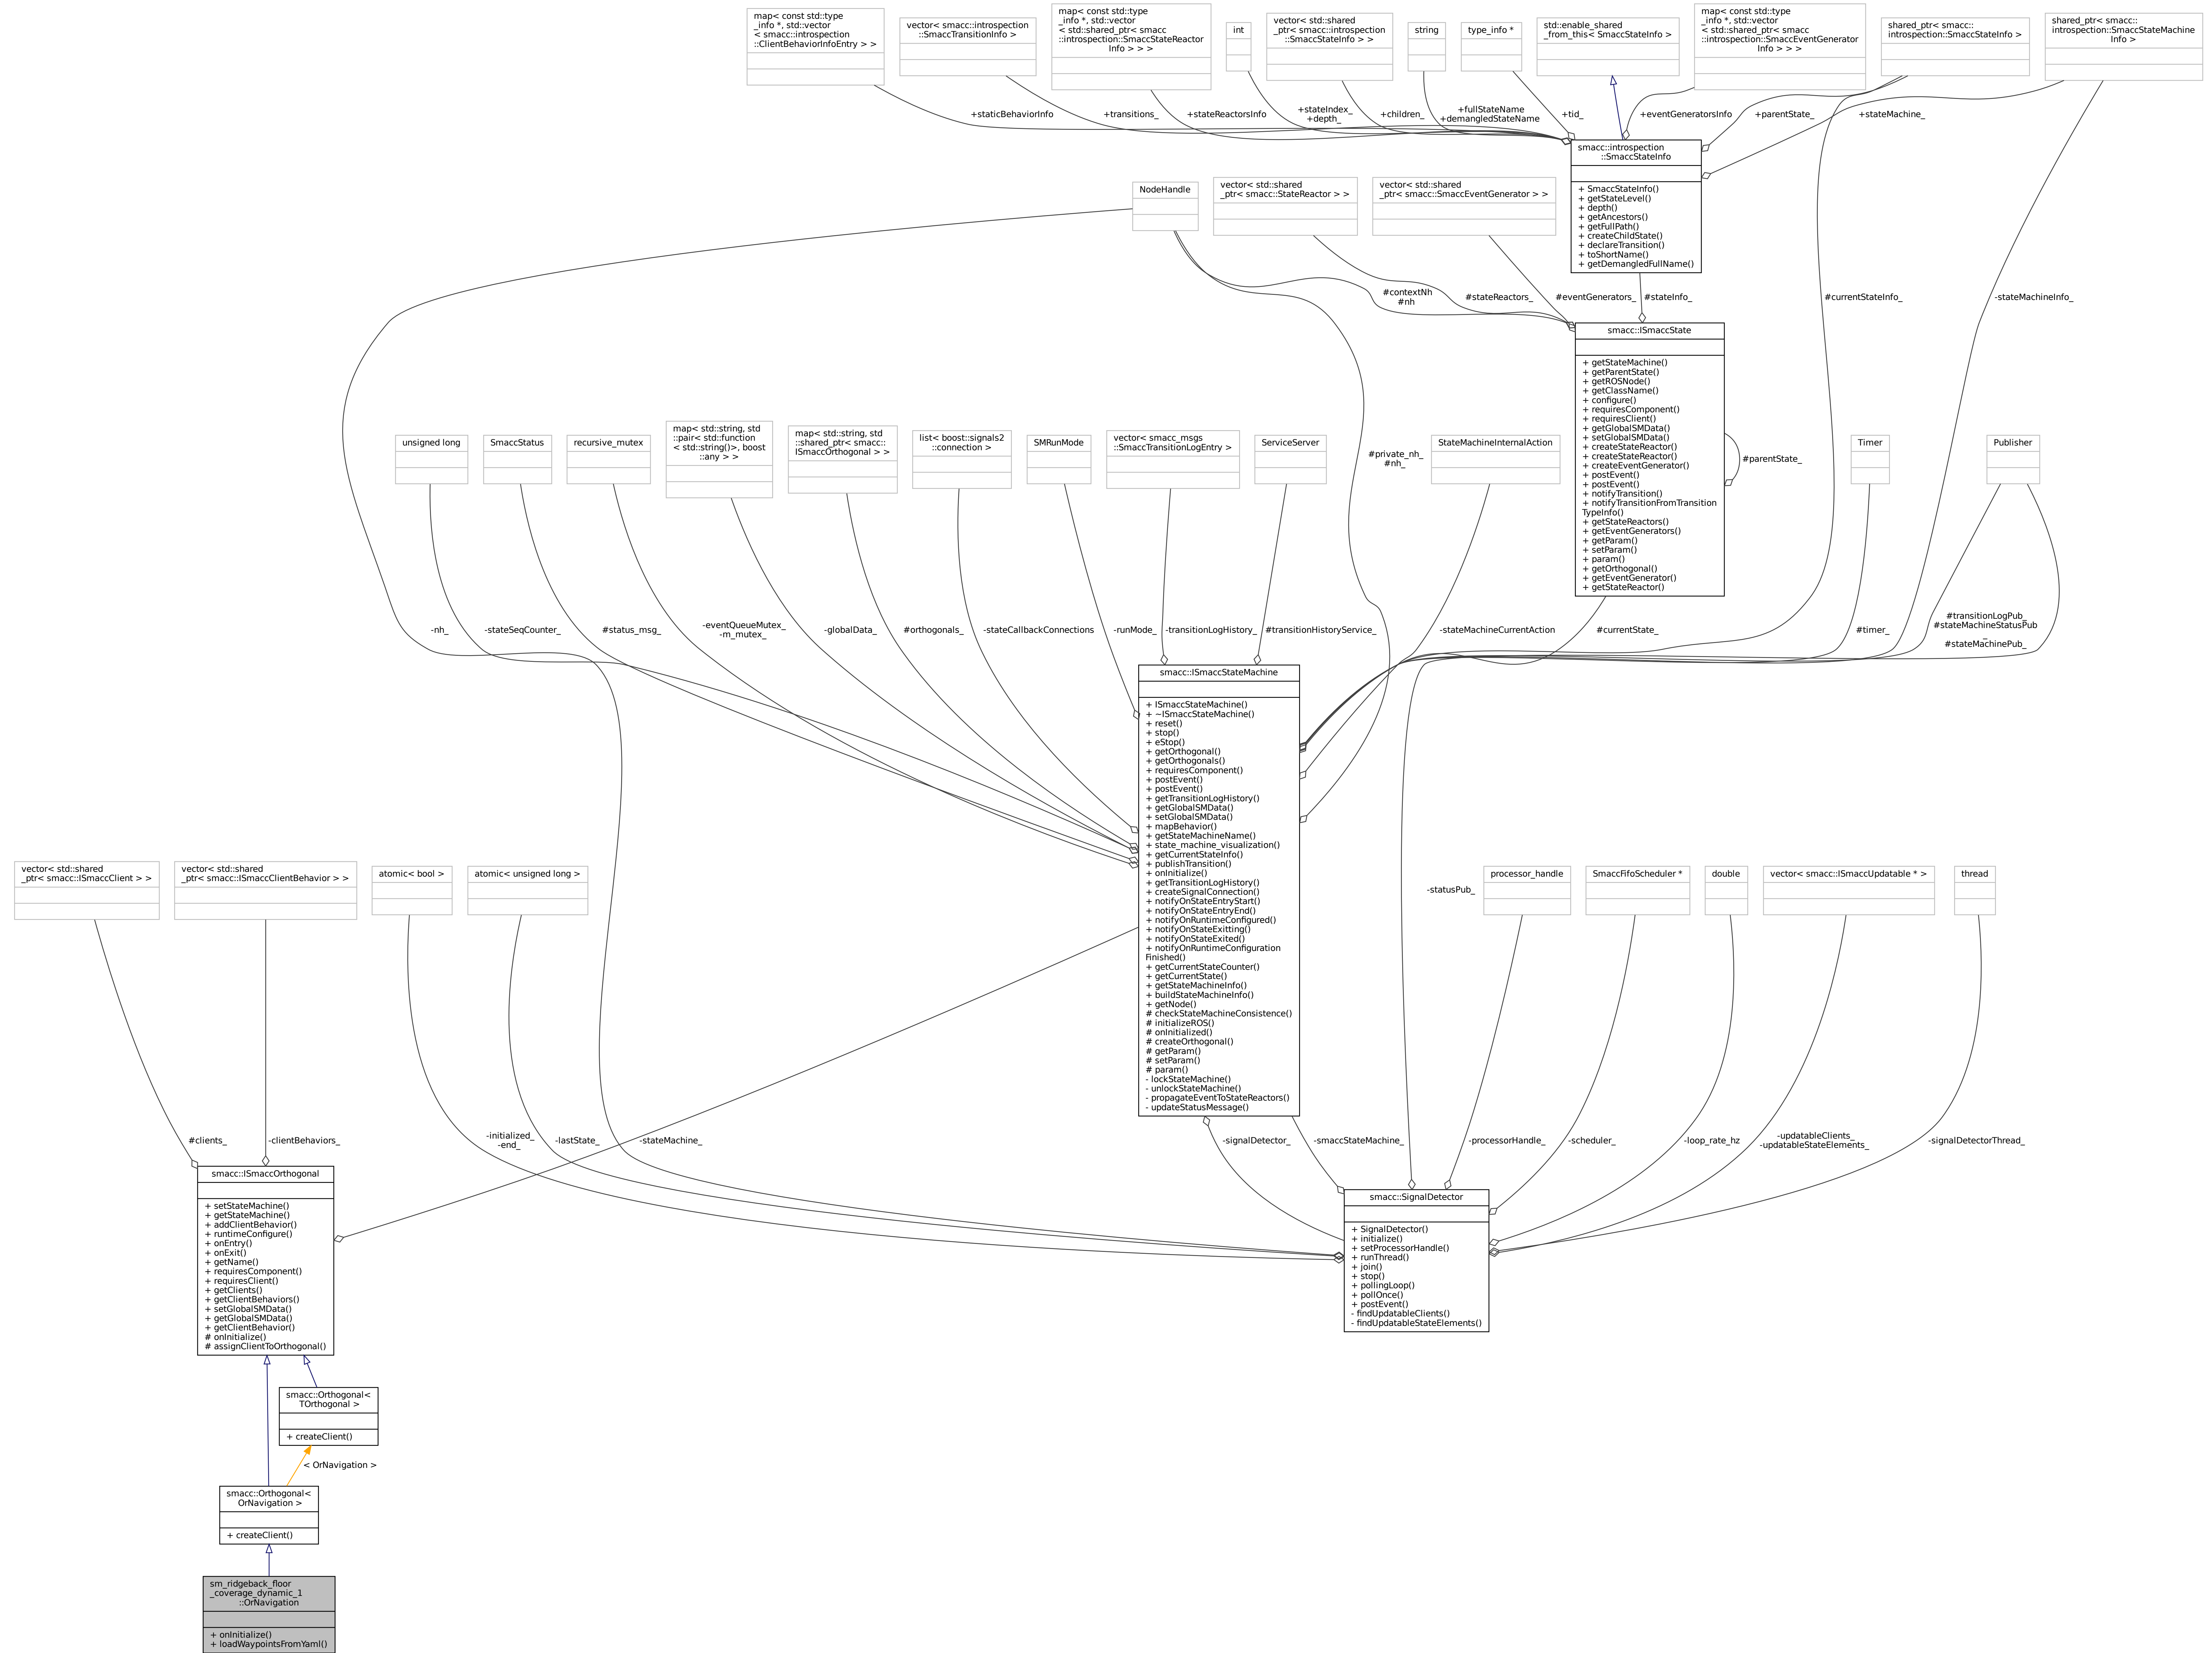 map< const std::type
_info *, std::vector
< smacc::introspection
::ClientBehaviorInfoEntry > >
vector< smacc::introspection
::SmaccTransitionInfo >
map< const std::type
_info *, std::vector
< std::shared_ptr< smacc
::introspection::SmaccStateReactor
Info > > >
int
vector< std::shared
_ptr< smacc::introspection
::SmaccStateInfo > >
string
type_info *
std::enable_shared
_from_this< SmaccStateInfo >
map< const std::type
_info *, std::vector
< std::shared_ptr< smacc
::introspection::SmaccEventGenerator
Info > > >
shared_ptr< smacc::
introspection::SmaccStateInfo >
shared_ptr< smacc::
introspection::SmaccStateMachine
Info >
+staticBehaviorInfo
+transitions_
+stateReactorsInfo
+stateIndex_
+depth_
+children_
+fullStateName
+demangledStateName
+tid_
+eventGeneratorsInfo
+parentState_
+stateMachine_
smacc::introspection
::SmaccStateInfo
+ SmaccStateInfo()
+ getStateLevel()
+ depth()
+ getAncestors()
+ getFullPath()
+ createChildState()
+ declareTransition()
+ toShortName()
+ getDemangledFullName()
NodeHandle
vector< std::shared
_ptr< smacc::StateReactor > >
vector< std::shared
_ptr< smacc::SmaccEventGenerator > >
#contextNh
#nh
#stateReactors_
#eventGenerators_
#stateInfo_
#currentStateInfo_
-stateMachineInfo_
smacc::ISmaccState
+ getStateMachine()
+ getParentState()
+ getROSNode()
+ getClassName()
+ configure()
+ requiresComponent()
+ requiresClient()
+ getGlobalSMData()
+ setGlobalSMData()
+ createStateReactor()
+ createStateReactor()
+ createEventGenerator()
+ postEvent()
+ postEvent()
+ notifyTransition()
+ notifyTransitionFromTransition
TypeInfo()
+ getStateReactors()
+ getEventGenerators()
+ getParam()
+ setParam()
+ param()
+ getOrthogonal()
+ getEventGenerator()
+ getStateReactor()
#parentState_
unsigned long
SmaccStatus
recursive_mutex
map< std::string, std
::pair< std::function
< std::string()>, boost
::any > >
map< std::string, std
::shared_ptr< smacc::
ISmaccOrthogonal > >
list< boost::signals2
::connection >
SMRunMode
vector< smacc_msgs
::SmaccTransitionLogEntry >
ServiceServer
#private_nh_
#nh_
StateMachineInternalAction
Timer
Publisher
-nh_
-stateSeqCounter_
#status_msg_
-eventQueueMutex_
-m_mutex_
-globalData_
#orthogonals_
-stateCallbackConnections
-runMode_
-transitionLogHistory_
#transitionHistoryService_
-stateMachineCurrentAction
#currentState_
#timer_
#transitionLogPub_
#stateMachineStatusPub
_
#stateMachinePub_
smacc::ISmaccStateMachine
+ ISmaccStateMachine()
+ ~ISmaccStateMachine()
+ reset()
+ stop()
+ eStop()
+ getOrthogonal()
+ getOrthogonals()
+ requiresComponent()
+ postEvent()
+ postEvent()
+ getTransitionLogHistory()
+ getGlobalSMData()
+ setGlobalSMData()
+ mapBehavior()
+ getStateMachineName()
+ state_machine_visualization()
+ getCurrentStateInfo()
+ publishTransition()
+ onInitialize()
+ getTransitionLogHistory()
+ createSignalConnection()
+ notifyOnStateEntryStart()
+ notifyOnStateEntryEnd()
+ notifyOnRuntimeConfigured()
+ notifyOnStateExitting()
+ notifyOnStateExited()
+ notifyOnRuntimeConfiguration
Finished()
+ getCurrentStateCounter()
+ getCurrentState()
+ getStateMachineInfo()
+ buildStateMachineInfo()
+ getNode()
# checkStateMachineConsistence()
# initializeROS()
# onInitialized()
# createOrthogonal()
# getParam()
# setParam()
# param()
- lockStateMachine()
- unlockStateMachine()
- propagateEventToStateReactors()
- updateStatusMessage()
vector< std::shared
_ptr< smacc::ISmaccClient > >
vector< std::shared
_ptr< smacc::ISmaccClientBehavior > >
atomic< bool >
atomic< unsigned long >
-statusPub_
processor_handle
SmaccFifoScheduler *
double
vector< smacc::ISmaccUpdatable * >
thread
#clients_
-clientBehaviors_
-initialized_
-end_
-lastState_
-stateMachine_
-signalDetector_
-smaccStateMachine_
-processorHandle_
-scheduler_
-loop_rate_hz
-updatableClients_
-updatableStateElements_
-signalDetectorThread_
smacc::ISmaccOrthogonal
+ setStateMachine()
+ getStateMachine()
+ addClientBehavior()
+ runtimeConfigure()
+ onEntry()
+ onExit()
+ getName()
+ requiresComponent()
+ requiresClient()
+ getClients()
+ getClientBehaviors()
+ setGlobalSMData()
+ getGlobalSMData()
+ getClientBehavior()
# onInitialize()
# assignClientToOrthogonal()
smacc::SignalDetector
+ SignalDetector()
+ initialize()
+ setProcessorHandle()
+ runThread()
+ join()
+ stop()
+ pollingLoop()
+ pollOnce()
+ postEvent()
- findUpdatableClients()
- findUpdatableStateElements()
smacc::Orthogonal<
TOrthogonal >
+ createClient()
< OrNavigation >
smacc::Orthogonal<
OrNavigation >
+ createClient()
sm_ridgeback_floor
_coverage_dynamic_1
::OrNavigation
+ onInitialize()
+ loadWaypointsFromYaml()